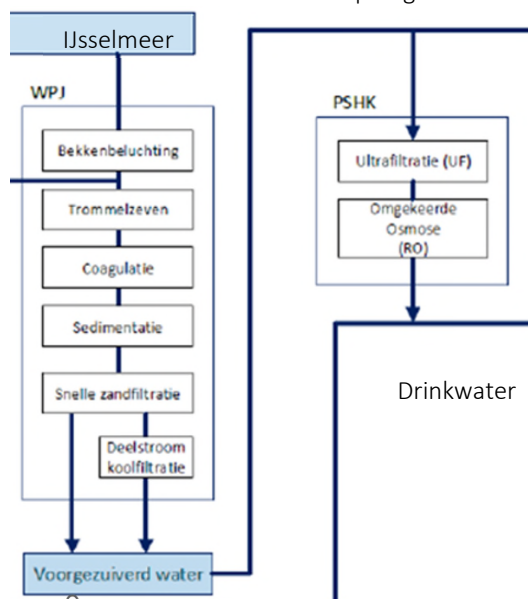 IJsselmeer
WPJ
Bekkenbeluchting
Trommelzeven
Coagulatie
Sedimentatie
Snelle zandfiltratie
Deelstroom
koolfiltratie
Voorgezuiverd water
PSHK
Ultrafiltratie (UF)
Omgekeerde
Osmose
(RO)
Drinkwater